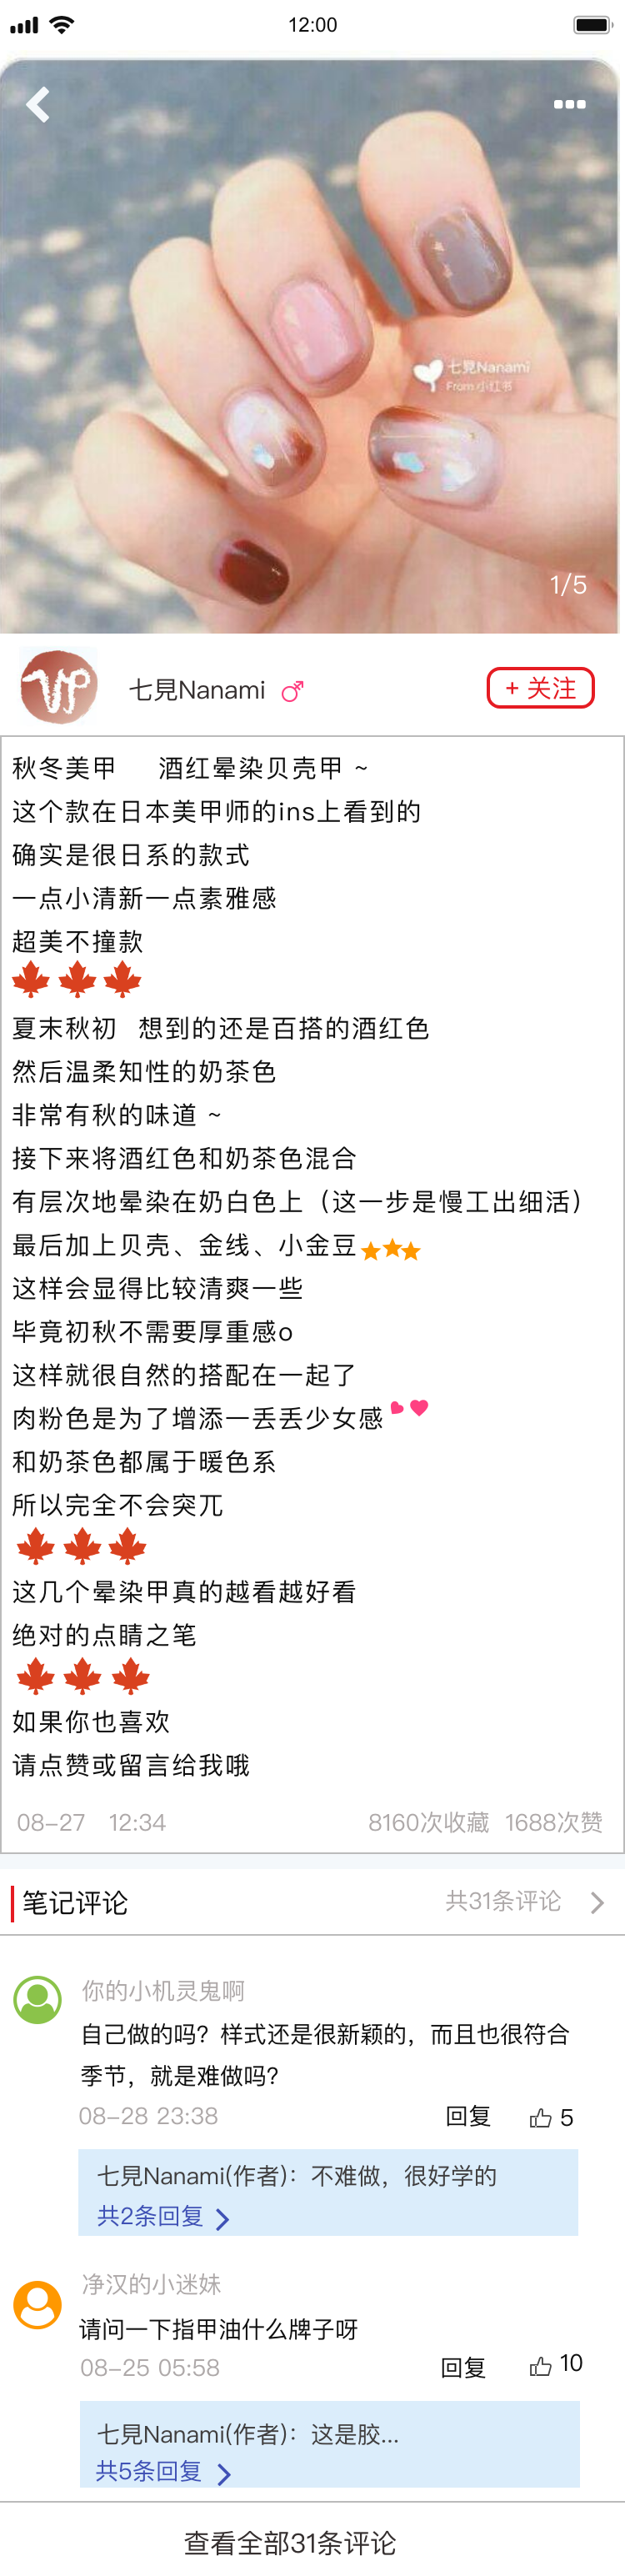 12:00
七見Nanami
From 小红书
1/5
七見Nanami
+ 关注
秋冬美甲 酒红晕染贝壳甲 ~
这个款在日本美甲师的ins上看到的
确实是很日系的款式
一点小清新一点素雅感
超美不撞款
夏末秋初 想到的还是百搭的酒红色
然后温柔知性的奶茶色
非常有秋的味道 ~
接下来将酒红色和奶茶色混合
有层次地晕染在奶白色上（这一步是慢工出细活）
最后加上贝壳、金线、小金豆
这样会显得比较清爽一些
毕竟初秋不需要厚重感o
这样就很自然的搭配在一起了
肉粉色是为了增添一丢丢少女感
和奶茶色都属于暖色系
所以完全不会突兀
这几个晕染甲真的越看越好看
绝对的点睛之笔
如果你也喜欢
请点赞或留言给我哦
08-27 12:34 8160次收藏 1688次赞
笔记评论 共31条评论
你的小机灵鬼啊
自己做的吗？样式还是很新颖的，而且也很符合
季节，就是难做吗？
08-28 23:38 回复 5
七見Nanami(作者)：不难做，很好学的
共2条回复
净汉的小迷妹
请问一下指甲油什么牌子呀
08-25 05:58 回复 10
七見Nanami(作者)：这是胶...
共5条回复
查看全部31条评论